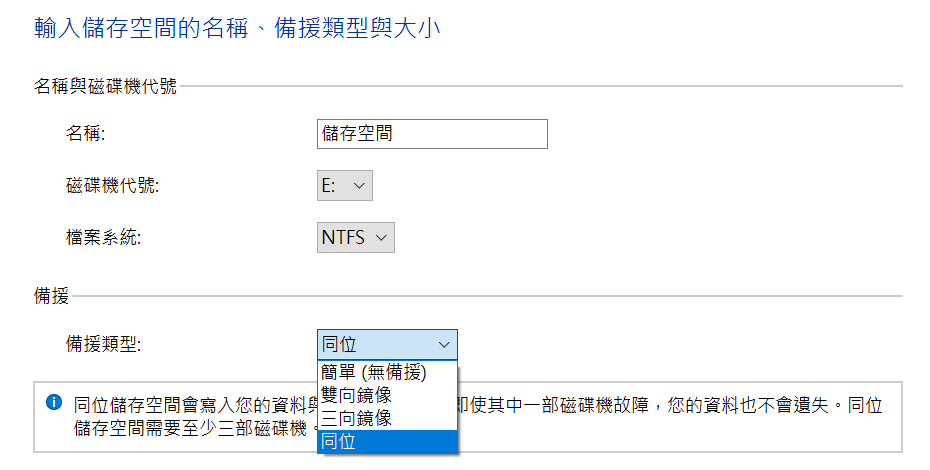 輸入儲存空間的名稱、備援類型與大小
名稱與磁碟機代號
名稱:
儲存空間
磁碟機代號:
E:
檔案系統:
NTFS
備援
備援類型:
同位
簡單 (無備援)
雙向鏡像
三向鏡像
同位
同位儲存空間會寫入您的資料與 即使其中一部磁碟機故障，您的資料也不會遺失。同位
儲存空間需要至少三部磁碟機。